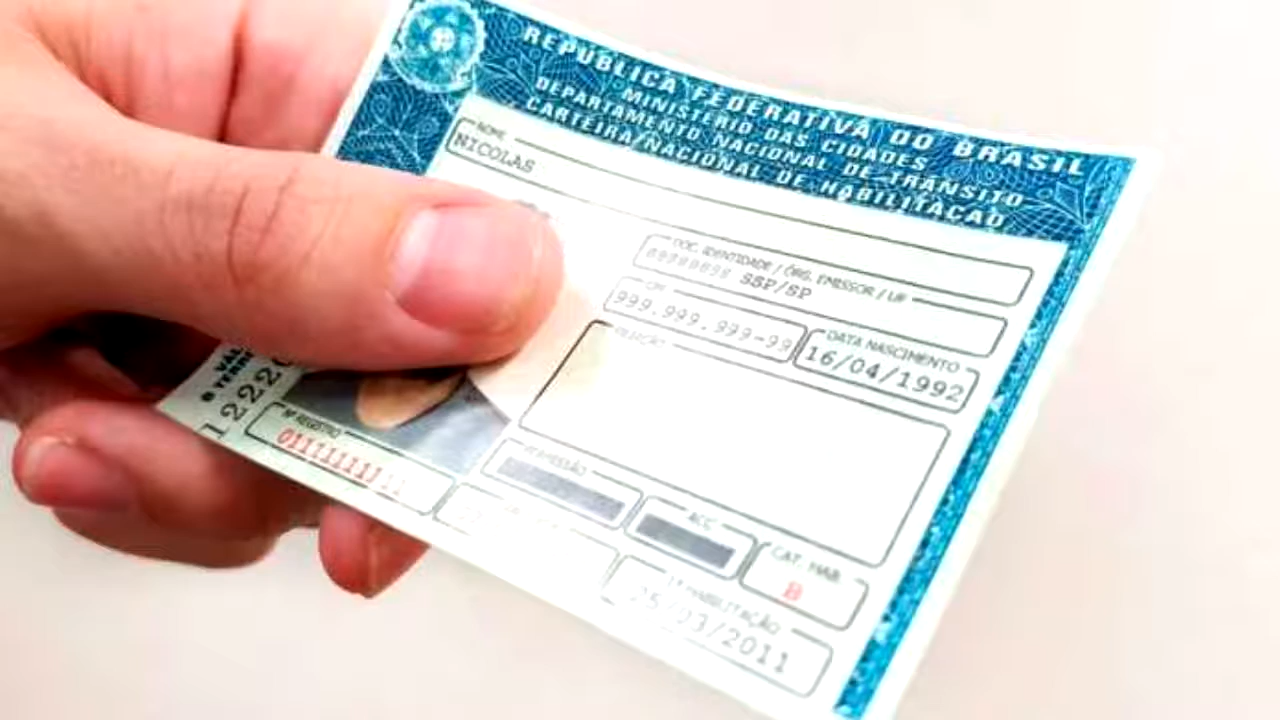 REPÚBLICA FEDERATIVA DO BRASIL
MINISTÉRIO DAS CIDADES
DEPARTAMENTO NACIONAL DE TRÂNSITO
CARTEIRA NACIONAL DE HABILITAÇÃO
NOME
NICOLAS
DOC. IDENTIDADE / ÓRG. EMISSOR / UF
SSP/SP
CPF
999.999.999-99
DATA NASCIMENTO
16/04/1992
FILIAÇÃO
PERMISSÃO
ACC
CAT. HAB.
B
Nº REGISTRO
1ª HABILITAÇÃO
25/03/2011